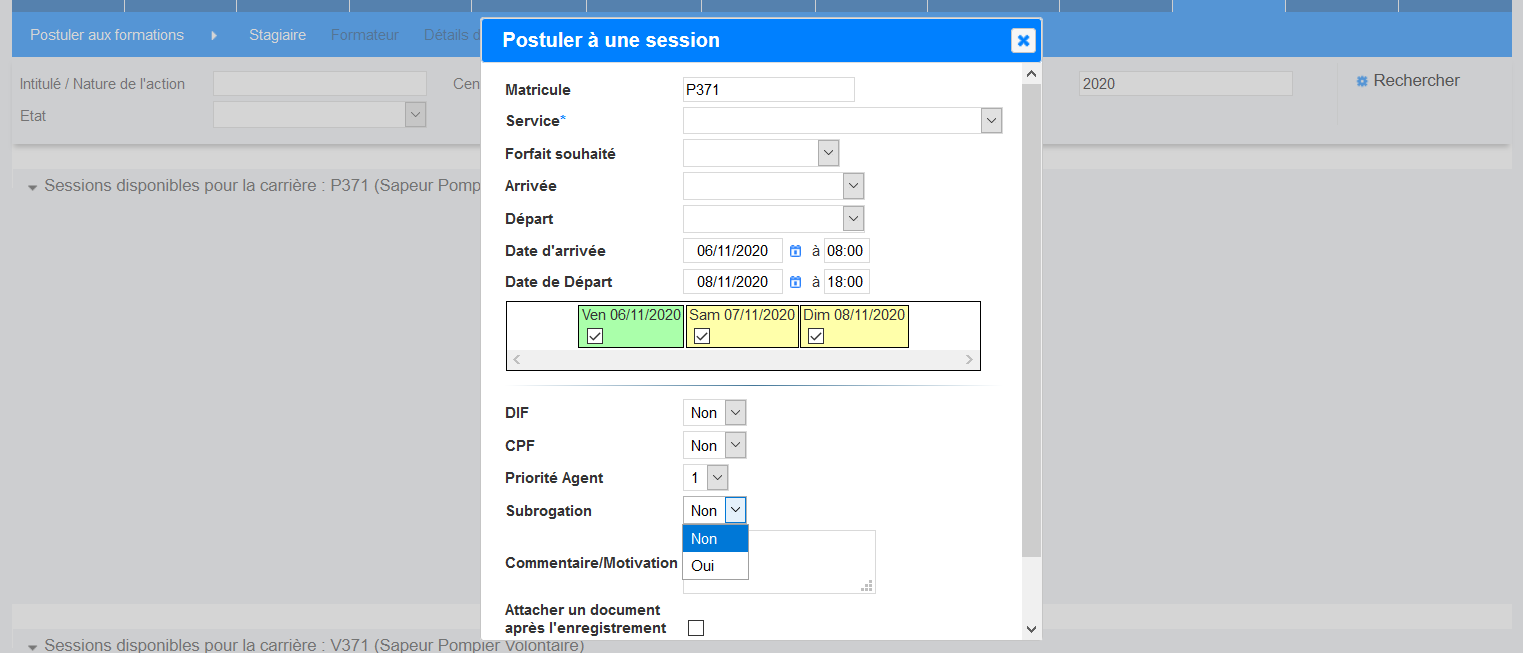 Postuler aux formations Stagiaire Formateur Détails
Postuler à une session
Intitulé / Nature de l'action
2020
Rechercher
Etat
Matricule P371
Service*
Forfait souhaité
Arrivée
Départ
Date d'arrivée 06/11/2020 à 08:00
Date de Départ 08/11/2020 à 18:00
Ven 06/11/2020 Sam 07/11/2020 Dim 08/11/2020
DIF Non
CPF Non
Priorité Agent 1
Subrogation Non
Non
Oui
Commentaire/Motivation
Attacher un document
après l'enregistrement
Sessions disponibles pour la carrière : P371 (Sapeur Pomp
Sessions disponibles pour la carrière : V371 (Sapeur Pompier Volontaire)